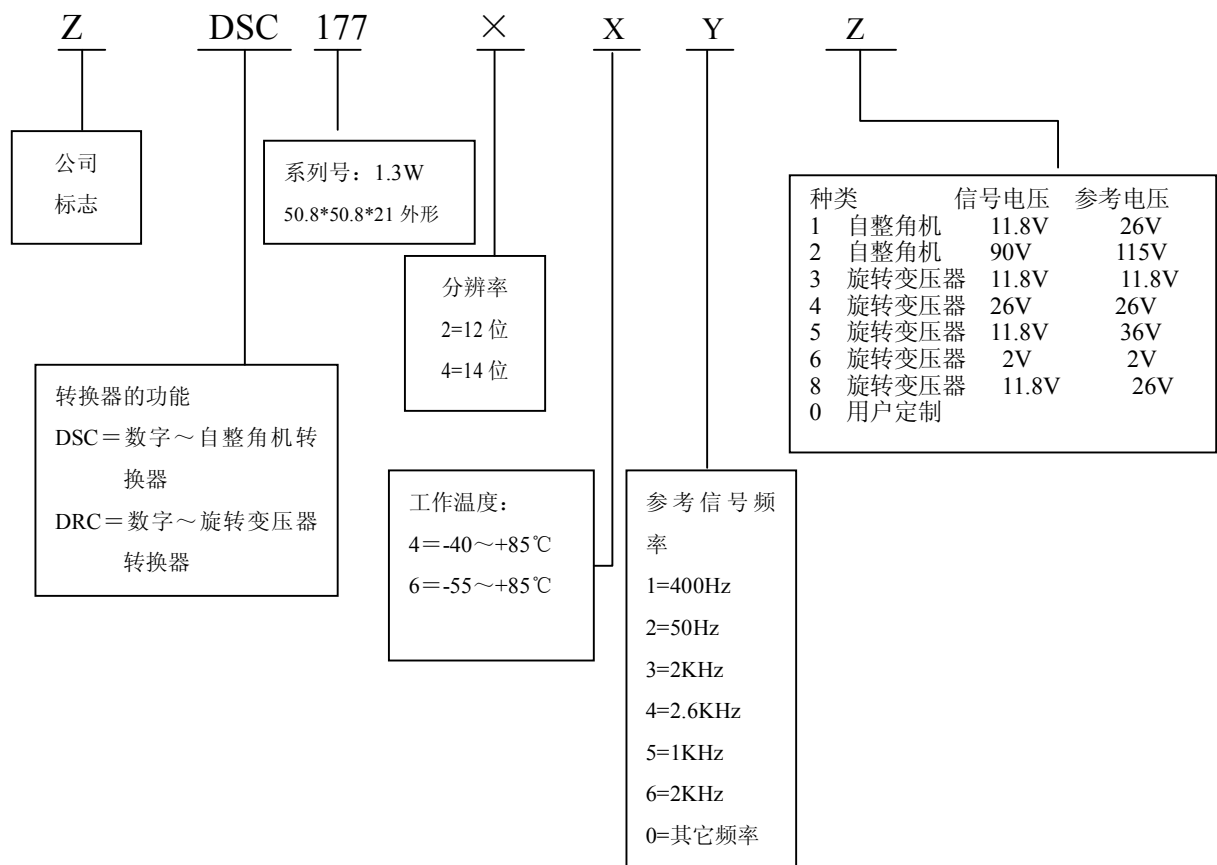 Z DSC 177 × X Y Z
公司
标志
系列号：1.3W
50.8*50.8*21 外形
分辨率
2=12 位
4=14 位
种类 信号电压 参考电压
1 自整角机 11.8V 26V
2 自整角机 90V 115V
3 旋转变压器 11.8V 11.8V
4 旋转变压器 26V 26V
5 旋转变压器 11.8V 36V
6 旋转变压器 2V 2V
8 旋转变压器 11.8V 26V
0 用户定制
转换器的功能
DSC＝数字～自整角机转
换器
DRC＝数字～旋转变压器
转换器
工作温度：
4＝-40～+85℃
6＝-55～+85℃
参考信号频
率
1=400Hz
2=50Hz
3=2KHz
4=2.6KHz
5=1KHz
6=2KHz
0=其它频率